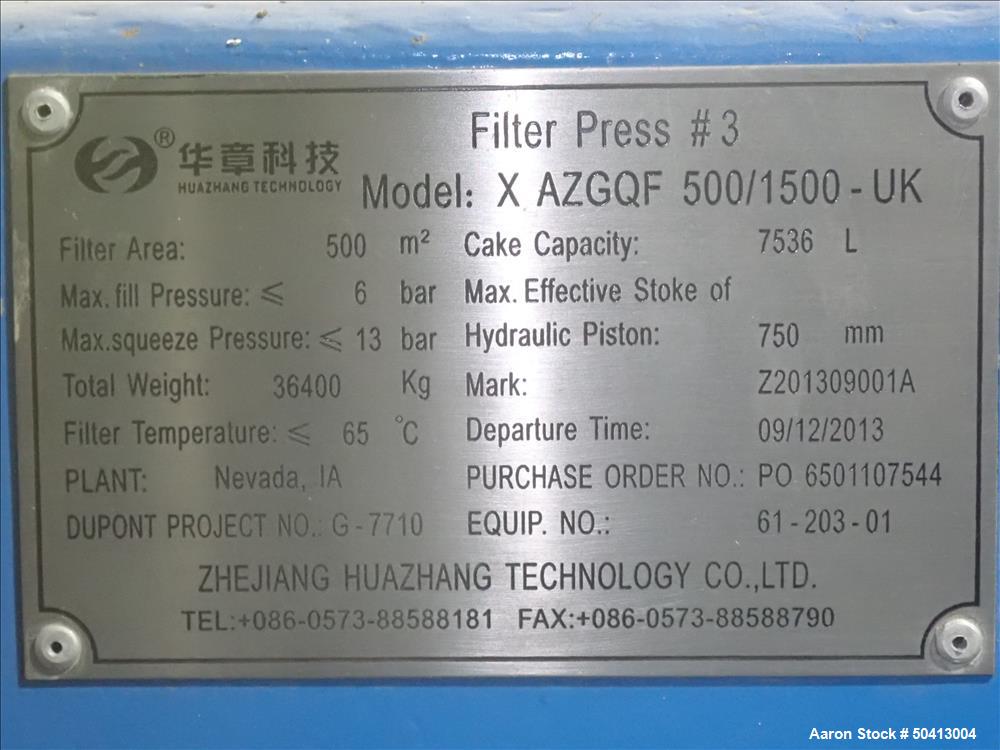 Filter Press #3
® 华章科技
HUAZHANG TECHNOLOGY
Model: X AZGQF 500/1500-UK
Filter Area: 500 m² Cake Capacity: 7536 L
Max. fill Pressure: ≤ 6 bar Max. Effective Stoke of
Max.squeeze Pressure: ≤ 13 bar Hydraulic Piston: 750 mm
Total Weight: 36400 Kg Mark: Z201309001A
Filter Temperature: ≤ 65 °C Departure Time: 09/12/2013
PLANT: Nevada, IA PURCHASE ORDER NO.: PO 6501107544
DUPONT PROJECT NO.: G-7710 EQUIP. NO.: 61-203-01
ZHEJIANG HUAZHANG TECHNOLOGY CO.,LTD.
TEL:+086-0573-88588181 FAX:+086-0573-88588790
Aaron Stock # 50413004